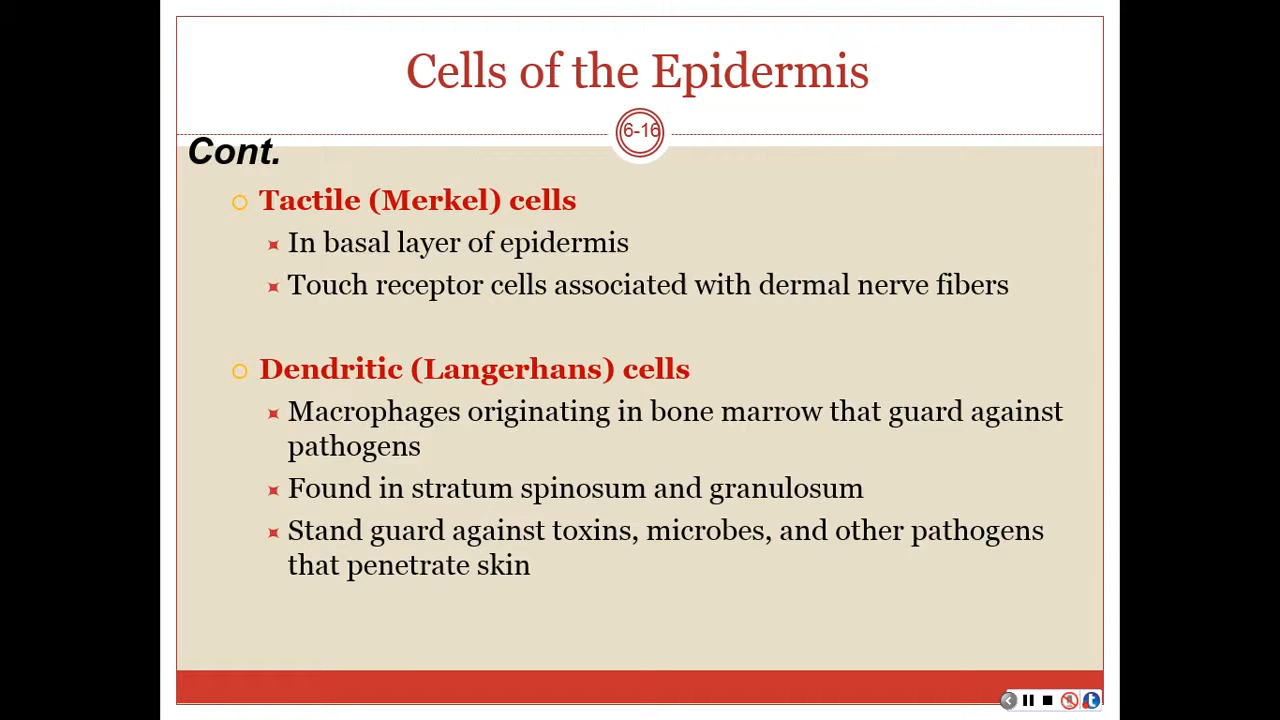 Cells of the Epidermis
6-16
Cont.
Tactile (Merkel) cells
In basal layer of epidermis
Touch receptor cells associated with dermal nerve fibers
Dendritic (Langerhans) cells
Macrophages originating in bone marrow that guard against
pathogens
Found in stratum spinosum and granulosum
Stand guard against toxins, microbes, and other pathogens
that penetrate skin
t